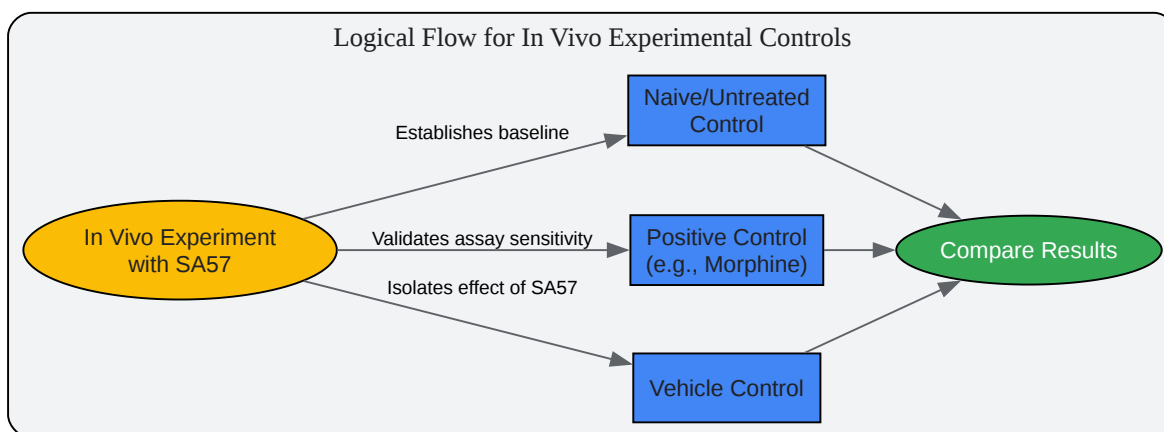 Logical Flow for In Vivo Experimental Controls
Naive/Untreated
Control
Establishes baseline
In Vivo Experiment
with SA57
Validates assay sensitivity
Positive Control
(e.g., Morphine)
Compare Results
Isolates effect of SA57
Vehicle Control